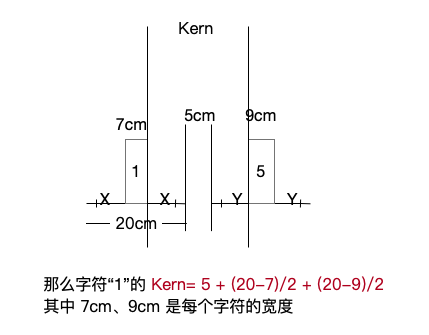 Kern
5cm
9cm
7cm
1
5
X
X
Y
Y
20cm
那么字符“1”的 Kern= 5 + (20-7)/2 + (20-9)/2
其中 7cm、9cm 是每个字符的宽度